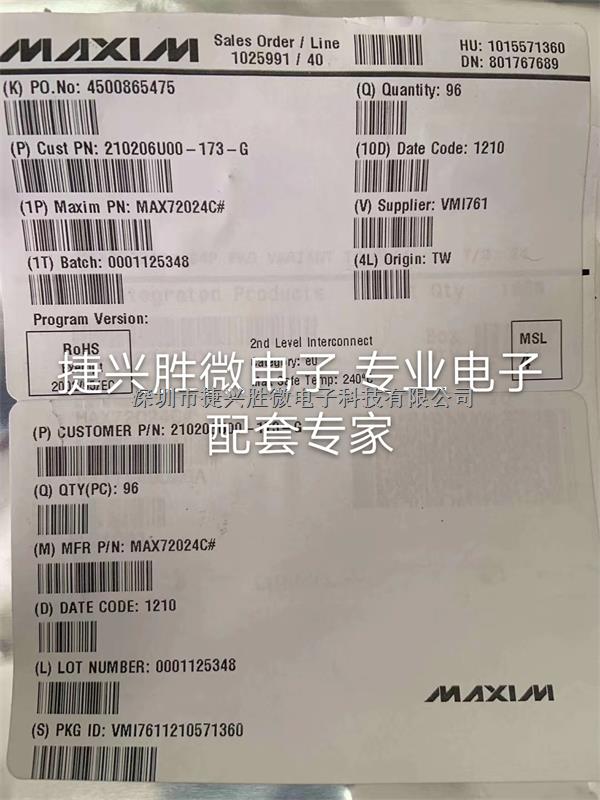 MAXIM
Sales Order / Line
1025991 / 40
HU: 1015571360
DN: 801767689
(K) PO.No: 4500865475
(Q) Quantity: 96
(P) Cust PN: 210206U00-173-G
(10D) Date Code: 1210
(1P) Maxim PN: MAX72024C#
(V) Supplier: VMI761
(1T) Batch: 0001125348
(4L) Origin: TW
Program Version:
RoHS
2nd Level Interconnect
MSL
捷兴胜微电子 专业电子
配套专家
深圳市捷兴胜微电子科技有限公司
(P) CUSTOMER P/N:
(Q) QTY(PC): 96
(M) MFR P/N: MAX72024C#
(D) DATE CODE: 1210
(L) LOT NUMBER: 0001125348
MAXIM
(S) PKG ID: VMI7611210571360